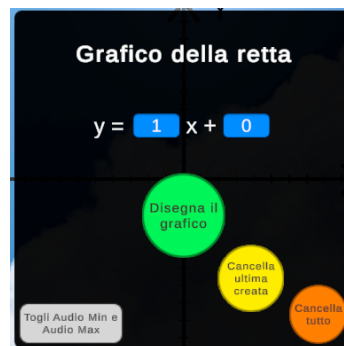 Grafico della retta
y = 1 x + 0
Disegna il
grafico
Cancella
ultima
creata
Cancella
tutto
Togli Audio Min e
Audio Max